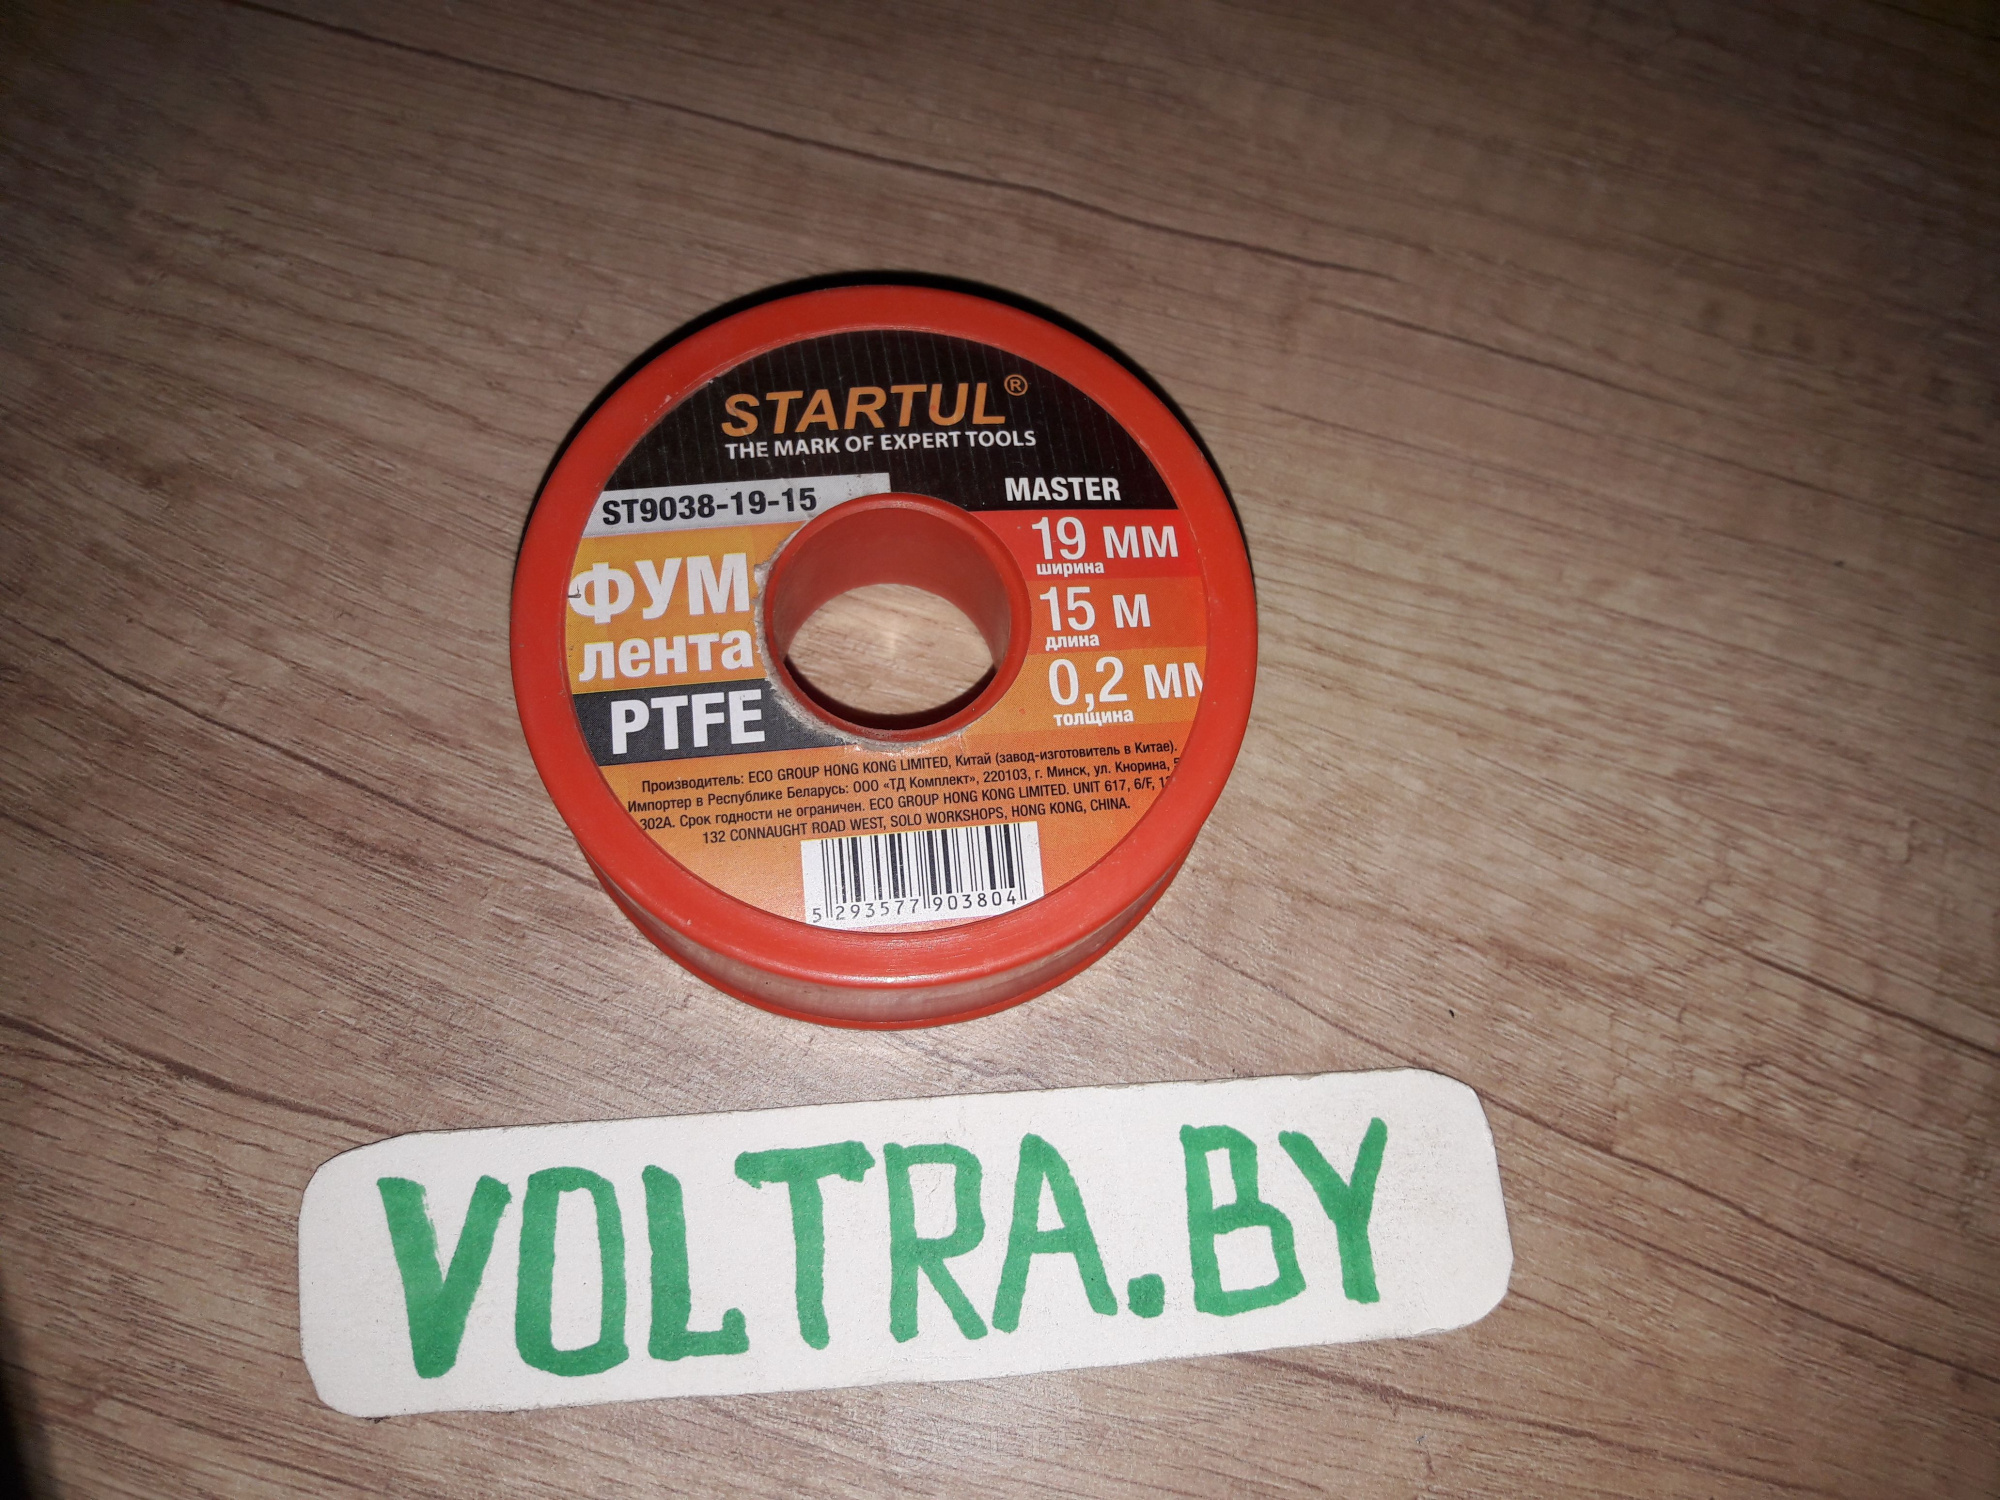 STARTUL®
THE MARK OF EXPERT TOOLS
ST9038-19-15
MASTER
ФУМ
лента
PTFE
19 мм
ширина
15 м
длина
0,2 мм
толщина
Производитель: ECO GROUP HONG KONG LIMITED, Китай (завод-изготовитель в Китае).
Импортер в Республике Беларусь: ООО «ТД Комплект», 220103, г. Минск, ул. Кнорина,
302А. Срок годности не ограничен. ECO GROUP HONG KONG LIMITED. UNIT 617, 6/F,
132 CONNAUGHT ROAD WEST, SOLO WORKSHOPS, HONG KONG, CHINA.
5 293577 903804
VOLTRA.BY